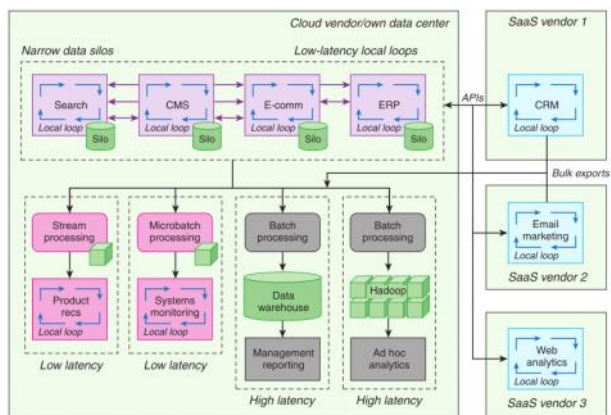 Cloud vendor/own data center
SaaS vendor 1
Narrow data silos
Low-latency local loops
Search
Local loop
Silo
CMS
Local loop
Silo
E-comm
Local loop
Silo
ERP
Local loop
Silo
APIs
CRM
Local loop
Bulk exports
Stream
processing
Product
recs
Local loop
Low latency
Microbatch
processing
Systems
monitoring
Local loop
Low latency
Batch
processing
Data
warehouse
Management
reporting
High latency
Batch
processing
Hadoop
Ad hoc
analytics
High latency
Email
marketing
Local loop
SaaS vendor 2
Web
analytics
Local loop
SaaS vendor 3